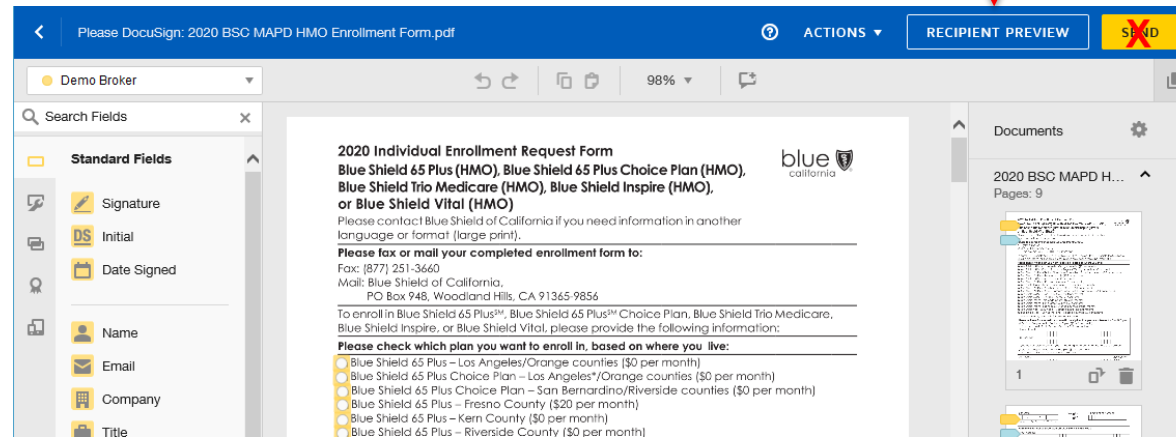 Please DocuSign: 2020 BSC MAPD HMO Enrollment Form.pdf
ACTIONS
RECIPIENT PREVIEW
SEND
Demo Broker
98%
Search Fields
Standard Fields
Signature
DS Initial
Date Signed
Name
Email
Company
Title
2020 Individual Enrollment Request Form
Blue Shield 65 Plus (HMO), Blue Shield 65 Plus Choice Plan (HMO),
Blue Shield Trio Medicare (HMO), Blue Shield Inspire (HMO),
or Blue Shield Vital (HMO)
blue
california
Please contact Blue Shield of California if you need information in another
language or format (large print).
Please fax or mail your completed enrollment form to:
Fax: (877) 251-3660
Mail: Blue Shield of California,
PO Box 948, Woodland Hills, CA 91365-9856
To enroll in Blue Shield 65 Plus℠, Blue Shield 65 Plus℠ Choice Plan, Blue Shield Trio Medicare,
Blue Shield Inspire, or Blue Shield Vital, please provide the following information:
Please check which plan you want to enroll in, based on where you live:
Blue Shield 65 Plus – Los Angeles/Orange counties ($0 per month)
Blue Shield 65 Plus Choice Plan – Los Angeles*/Orange counties ($0 per month)
Blue Shield 65 Plus Choice Plan – San Bernardino/Riverside counties ($0 per month)
Blue Shield 65 Plus – Fresno County ($20 per month)
Blue Shield 65 Plus – Kern County ($0 per month)
Blue Shield 65 Plus – Riverside County ($0 per month)
Documents
2020 BSC MAPD H...
Pages: 9
1